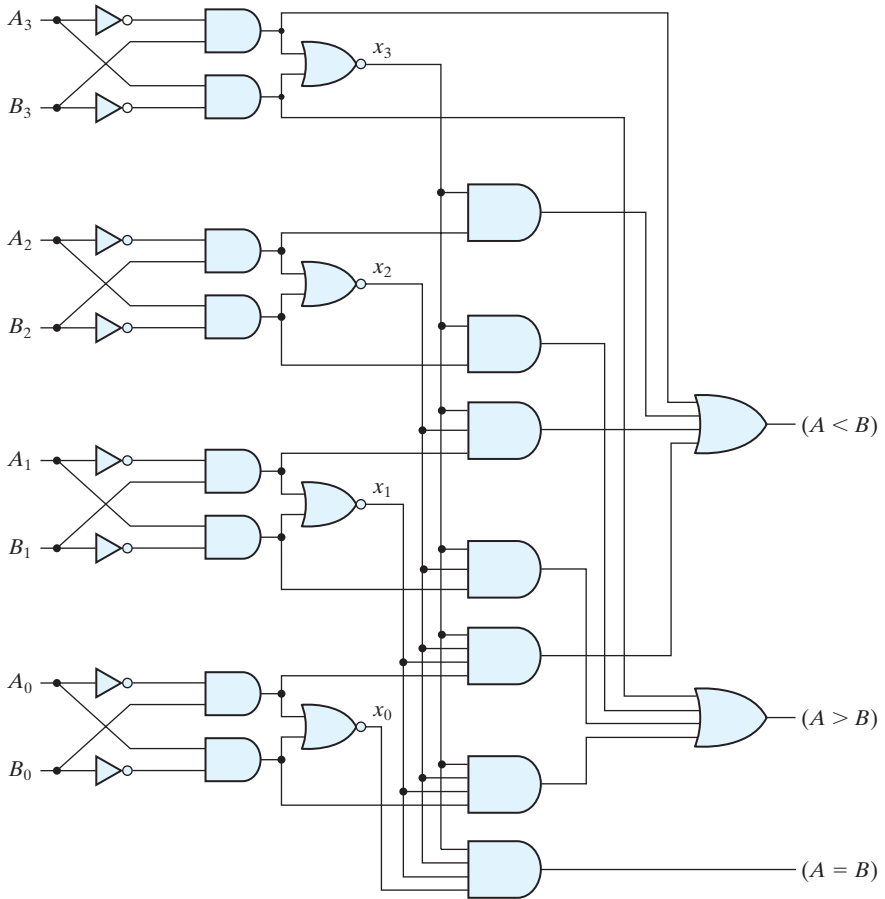 A₃
x₃
B₃
A₂
x₂
B₂
(A < B)
A₁
x₁
B₁
A₀
x₀
(A > B)
B₀
(A = B)